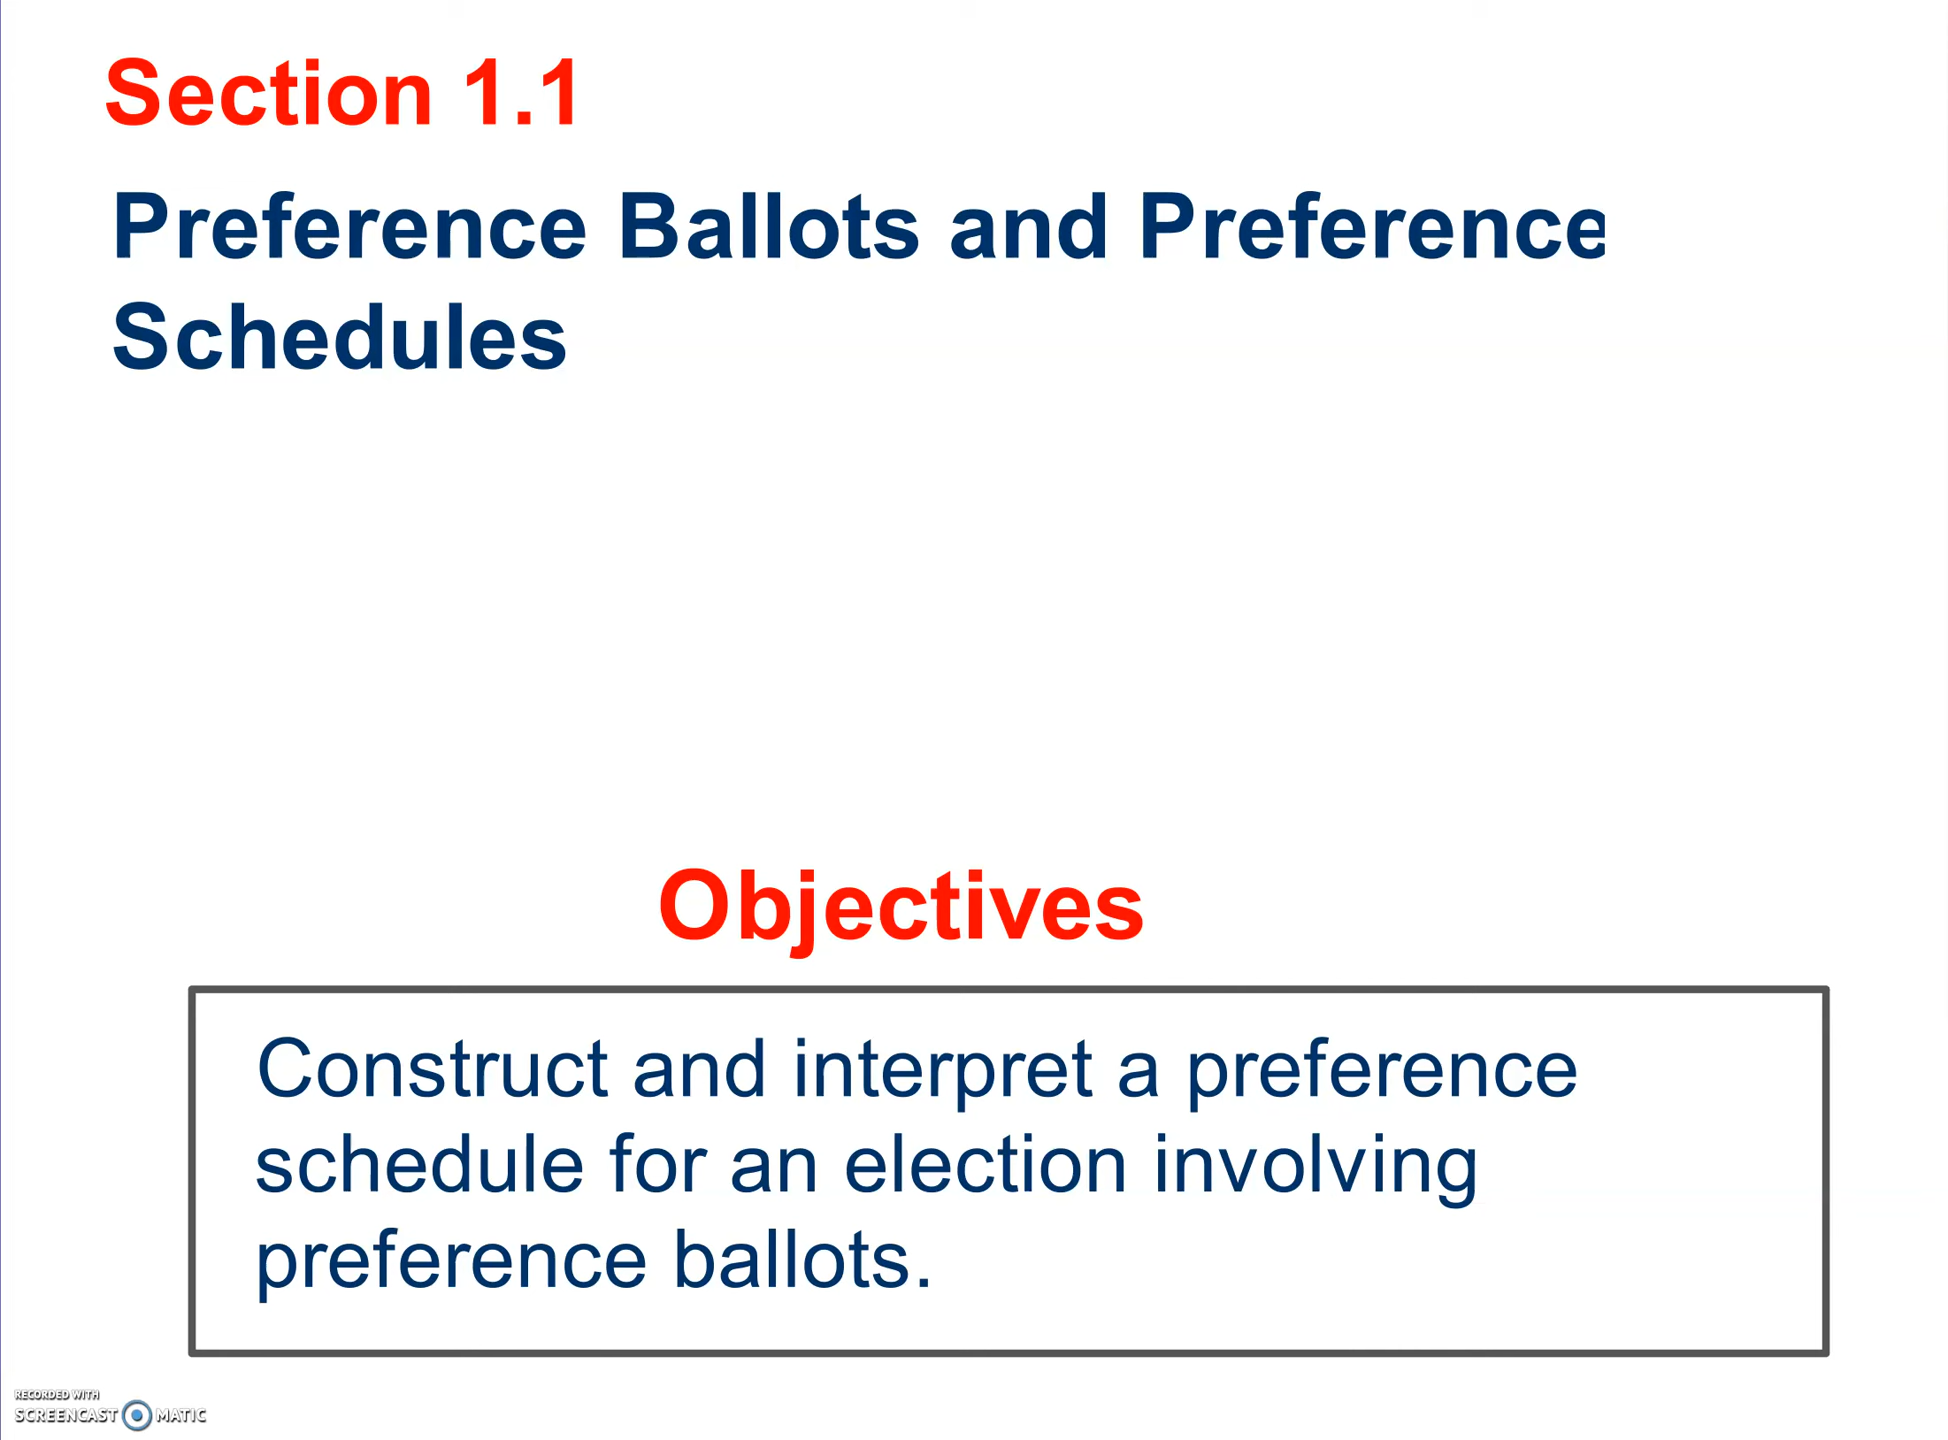 Section 1.1
Preference Ballots and Preference
Schedules
Objectives
Construct and interpret a preference
schedule for an election involving
preference ballots.
RECORDED WITH
SCREENCAST MATIC